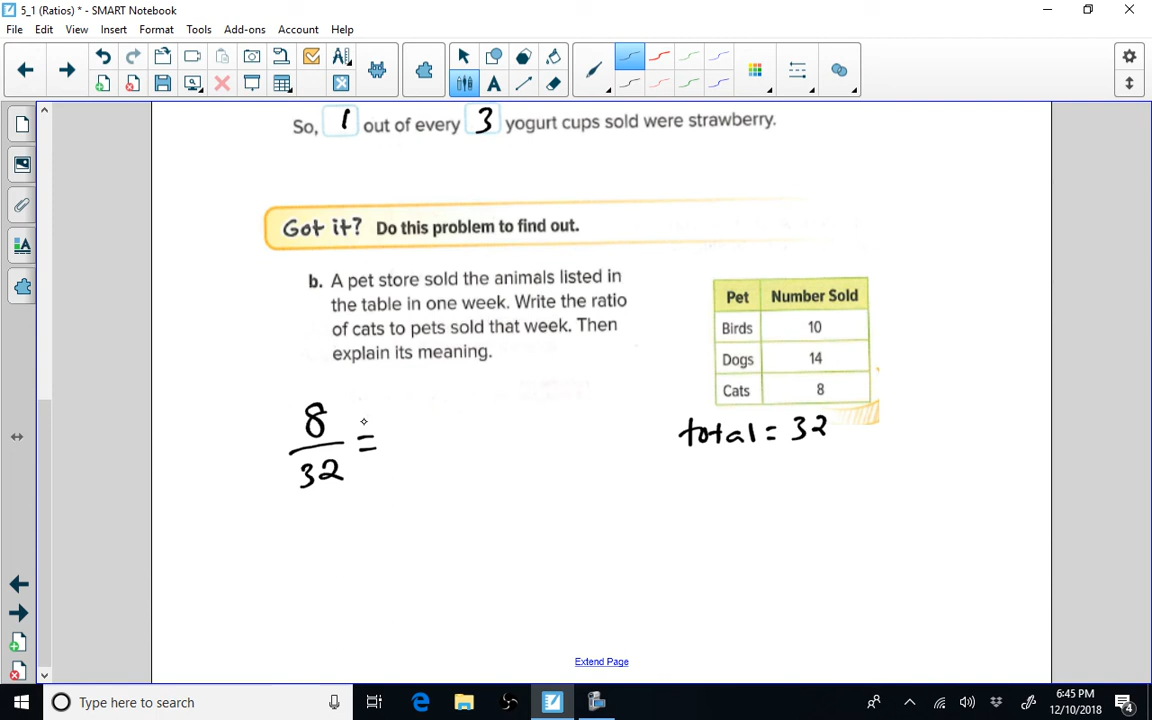 5_1 (Ratios) * - SMART Notebook
File Edit View Insert Format Tools Add-ons Account Help
So, 1 out of every 3 yogurt cups sold were strawberry.
Got it? Do this problem to find out.
b. A pet store sold the animals listed in
the table in one week. Write the ratio
of cats to pets sold that week. Then
explain its meaning.
Pet Number Sold
Birds 10
Dogs 14
Cats 8
total = 32
8
32 =
Extend Page
Type here to search
6:45 PM
12/10/2018
4